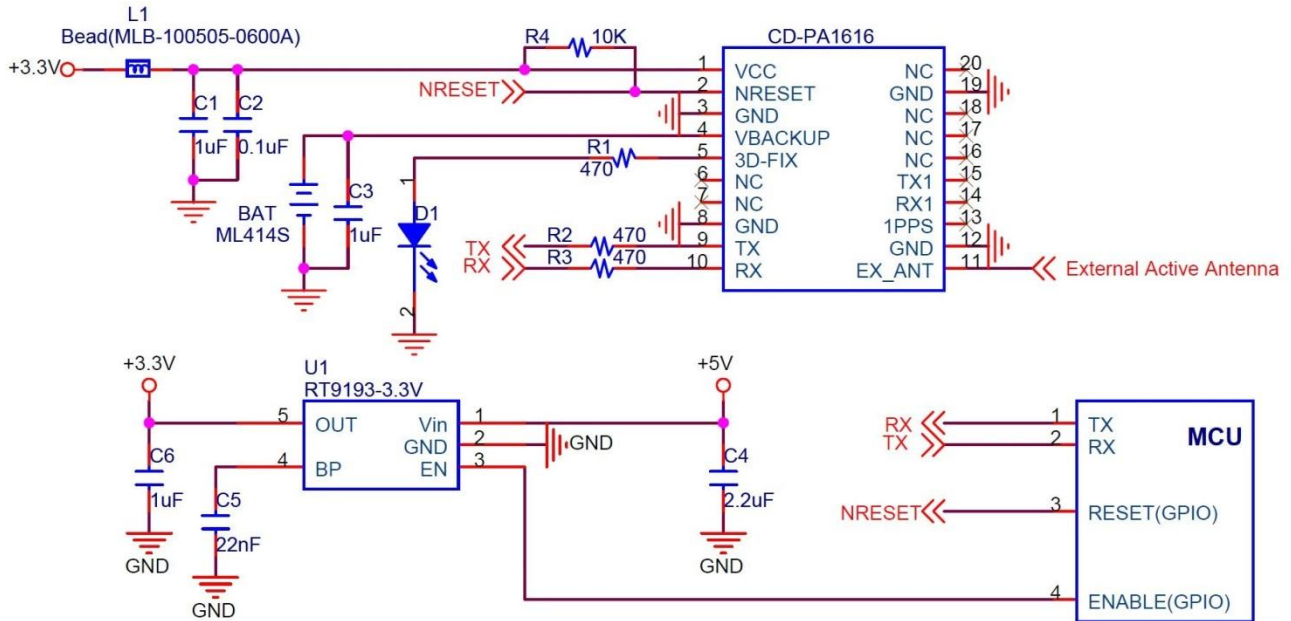 L1
Bead(MLB-100505-0600A)
+3.3V
C1
1uF
C2
0.1uF
R4 10K
NRESET
CD-PA1616
1 VCC
2 NRESET
3 GND
4 VBACKUP
5 3D-FIX
6 NC
7 NC
8 GND
9 TX
10 RX
NC 20
GND 19
NC 18
NC 17
NC 16
TX1 15
RX1 14
1PPS 13
GND 12
EX_ANT 11
External Active Antenna
R1
470
BAT
ML414S
C3
1uF
1
D1
2
TX R2 470
RX R3 470
+3.3V
U1
RT9193-3.3V
5 OUT
4 BP
Vin 1
GND 2
EN 3
GND
+5V
C6
1uF
GND
C5
22nF
GND
C4
2.2uF
GND
MCU
RX 1 TX
TX 2 RX
NRESET 3 RESET(GPIO)
4 ENABLE(GPIO)